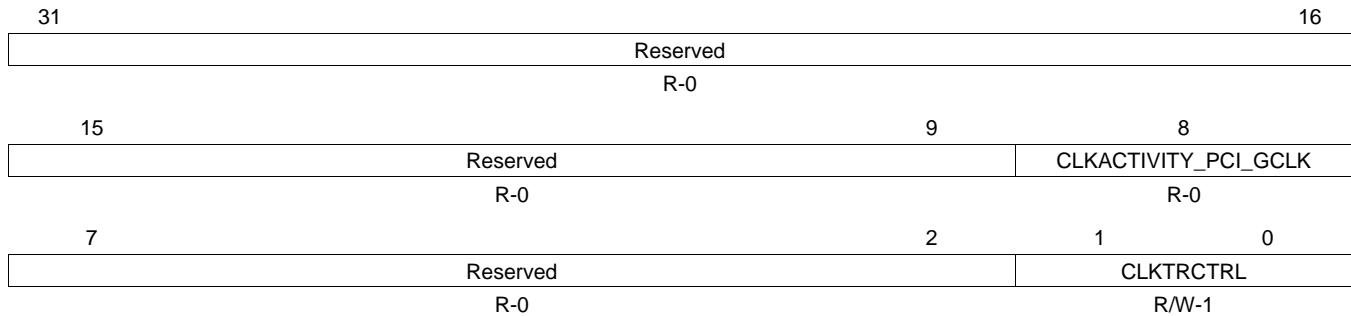 31 16
Reserved
R-0
15 9 8
Reserved CLKACTIVITY_PCI_GCLK
R-0 R-0
7 2 1 0
Reserved CLKTRCTRL
R-0 R/W-1